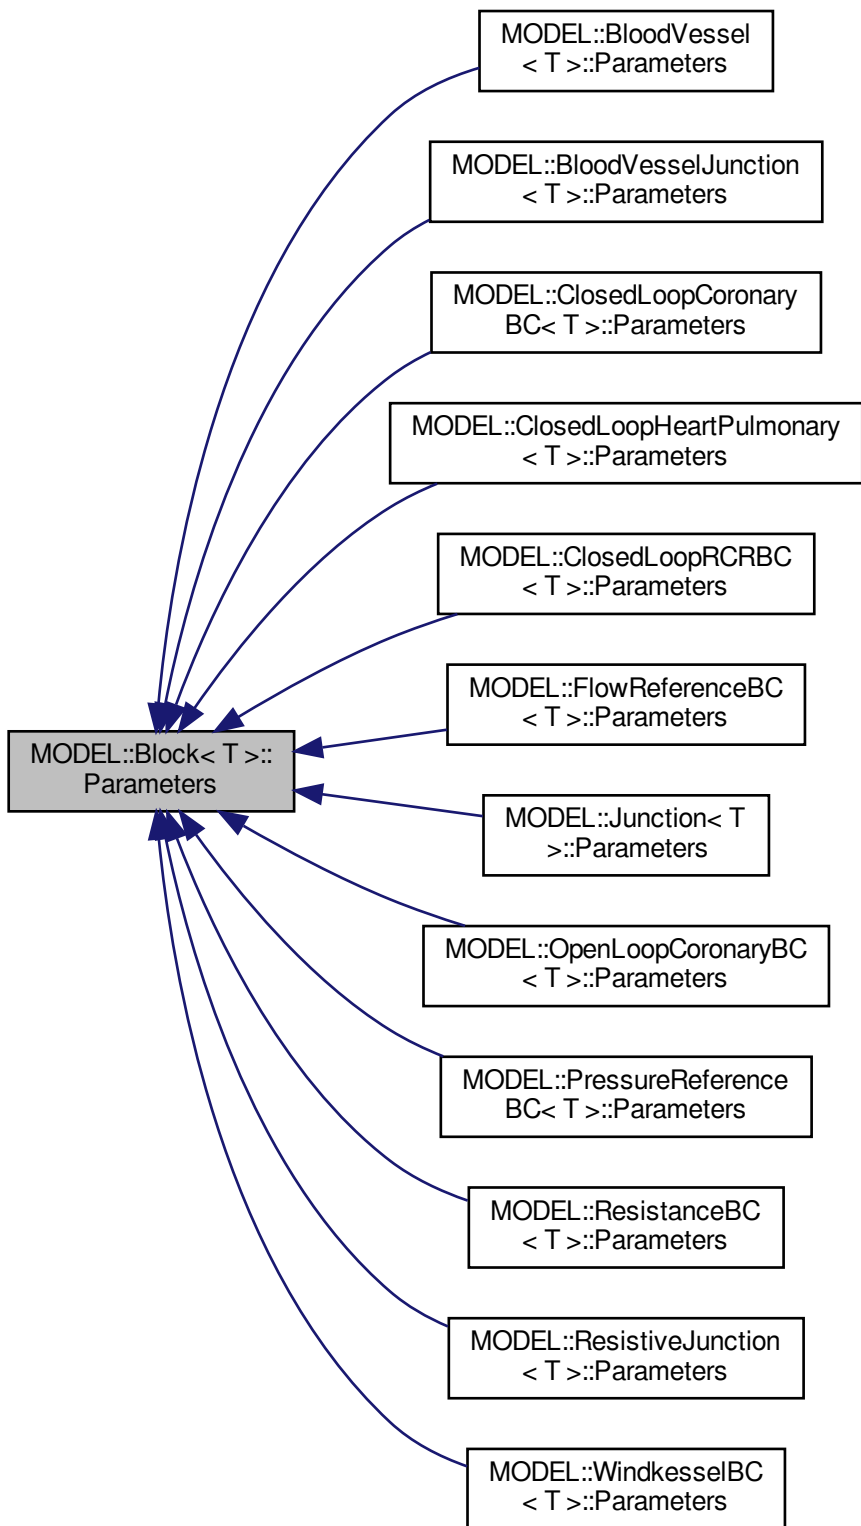 MODEL::BloodVessel
< T >::Parameters
MODEL::BloodVesselJunction
< T >::Parameters
MODEL::ClosedLoopCoronary
BC< T >::Parameters
MODEL::ClosedLoopHeartPulmonary
< T >::Parameters
MODEL::ClosedLoopRCRBC
< T >::Parameters
MODEL::FlowReferenceBC
< T >::Parameters
MODEL::Block< T >::
Parameters
MODEL::Junction< T
>::Parameters
MODEL::OpenLoopCoronaryBC
< T >::Parameters
MODEL::PressureReference
BC< T >::Parameters
MODEL::ResistanceBC
< T >::Parameters
MODEL::ResistiveJunction
< T >::Parameters
MODEL::WindkesselBC
< T >::Parameters